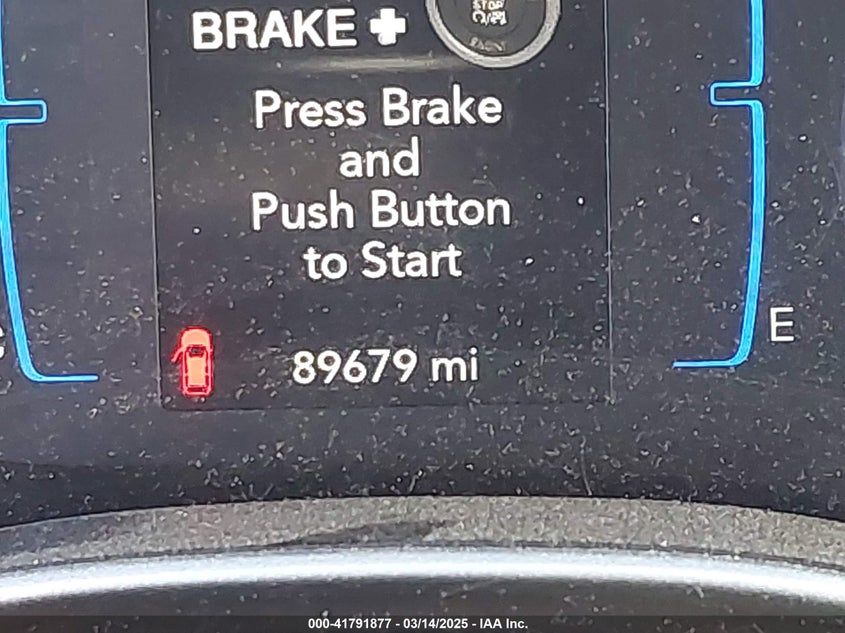 STOP
BRAKE +
Press Brake
and
Push Button
to Start
E
89679 mi
000-41791877 - 03/14/2025 - IAA Inc.